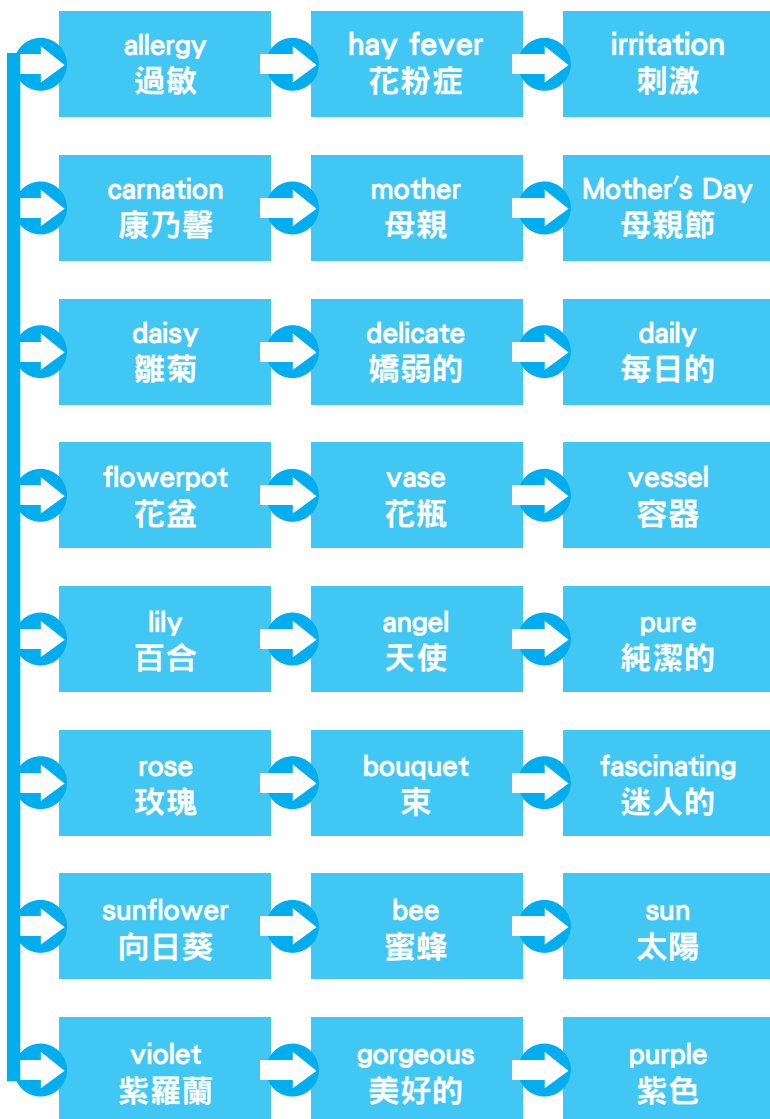 allergy
過敏
hay fever
花粉症
irritation
刺激
carnation
康乃馨
mother
母親
Mother's Day
母親節
daisy
雛菊
delicate
嬌弱的
daily
每日的
flowerpot
花盆
vase
花瓶
vessel
容器
lily
百合
angel
天使
pure
純潔的
rose
玫瑰
bouquet
束
fascinating
迷人的
sunflower
向日葵
bee
蜜蜂
sun
太陽
violet
紫羅蘭
gorgeous
美好的
purple
紫色